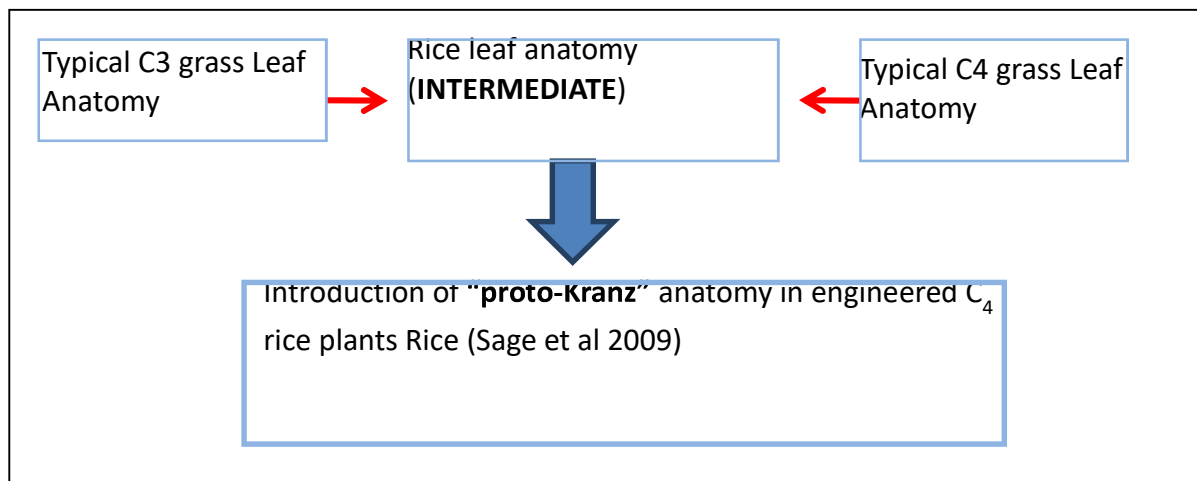 Typical C3 grass Leaf
Anatomy
Rice leaf anatomy
(INTERMEDIATE)
Typical C4 grass Leaf
Anatomy
Introduction of “proto-Kranz” anatomy in engineered C4
rice plants Rice (Sage et al 2009)